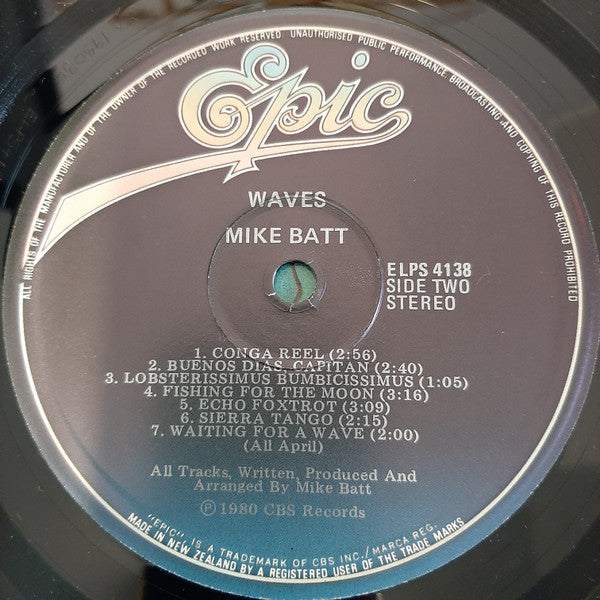 ALL RIGHTS OF THE MANUFACTURER AND OF THE OWNER OF THE RECORDED WORK RESERVED. UNAUTHORISED PUBLIC PERFORMANCE, BROADCASTING AND COPYING OF THIS RECORD PROHIBITED
Epic
WAVES
MIKE BATT
ELPS 4138
SIDE TWO
STEREO
1. CONGA REEL (2:56)
2. BUENOS DIAS, CAPITAN (2:40)
3. LOBSTERISSIMUS BUMBICISSIMUS (1:05)
4. FISHING FOR THE MOON (3:16)
5. ECHO FOXTROT (3:09)
6. SIERRA TANGO (2:15)
7. WAITING FOR A WAVE (2:00)
(All April)
All Tracks, Written, Produced And
Arranged By Mike Batt
℗ 1980 CBS Records
"EPIC" IS A TRADEMARK OF CBS INC./MARCA REG.
MADE IN NEW ZEALAND BY A REGISTERED USER OF THE TRADE MARKS